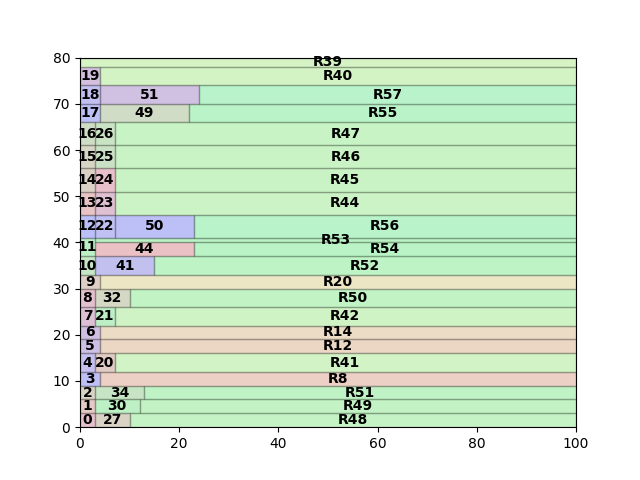 80
R39
19 R40
18 51 R57
70
17 49 R55
16 26 R47
60
15 25 R46
14 24 R45
50
13 23 R44
12 22 50 R56
40
R53
11 44 R54
10 41 R52
9 R20
30
8 32 R50
7 21 R42
20
6 R14
5 R12
4 20 R41
10
3 R8
2 34 R51
1 30 R49
0 27 R48
0
0 20 40 60 80 100